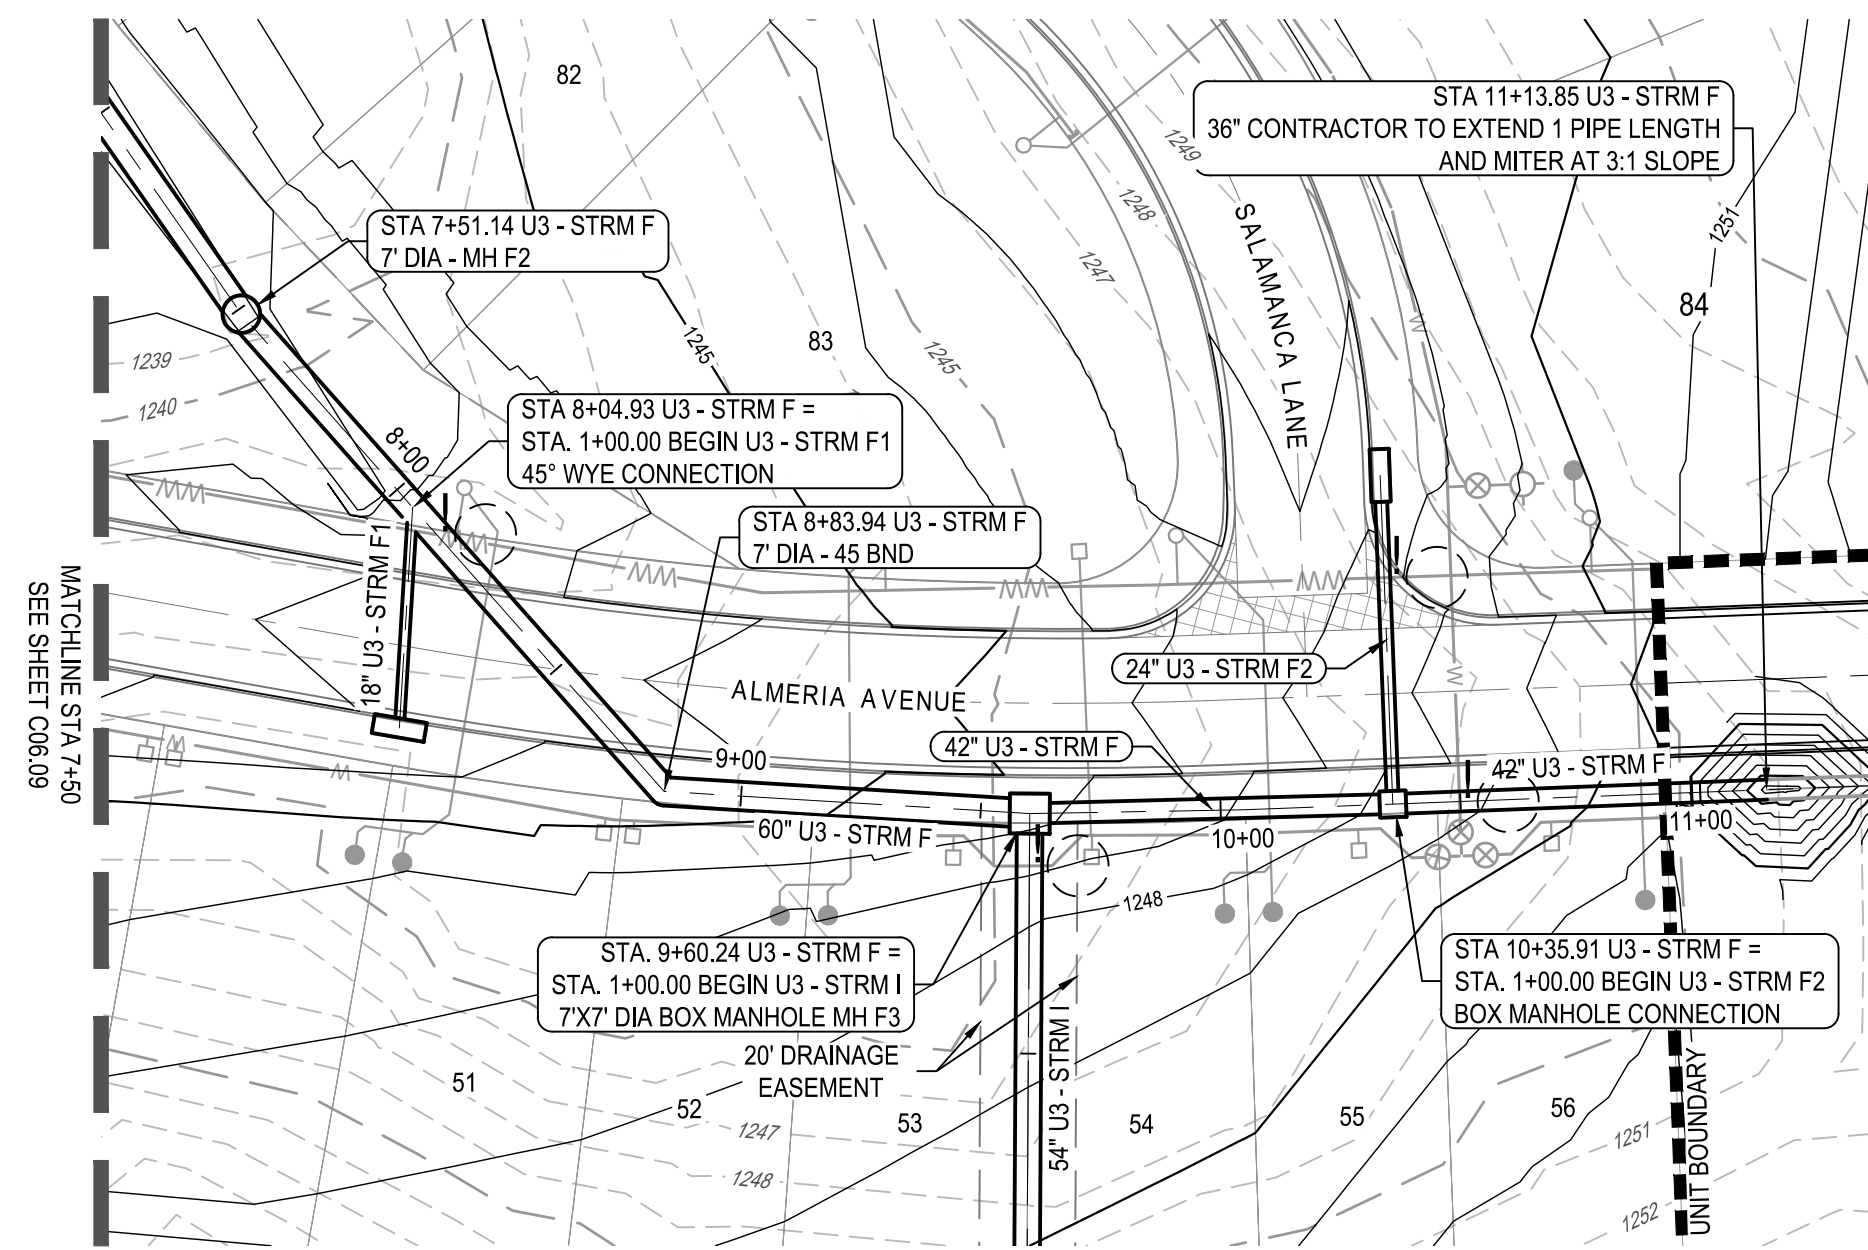 82
STA 11+13.85 U3 - STRM F
36" CONTRACTOR TO EXTEND 1 PIPE LENGTH
AND MITER AT 3:1 SLOPE
1249
1248
1247
SALAMANCA LANE
1251
84
STA 7+51.14 U3 - STRM F
7' DIA - MH F2
1245
83
1245
1239
1240
8+00
STA 8+04.93 U3 - STRM F =
STA. 1+00.00 BEGIN U3 - STRM F1
45° WYE CONNECTION
STA 8+83.94 U3 - STRM F
7' DIA - 45 BND
W
W
18" U3 - STRM F1
MATCHLINE STA 7+50
SEE SHEET C06.09
24" U3 - STRM F2
ALMERIA AVENUE
42" U3 - STRM F
9+00
42" U3 - STRM F
60" U3 - STRM F
10+00
11+00
1248
STA. 9+60.24 U3 - STRM F =
STA. 1+00.00 BEGIN U3 - STRM I
7'X7' DIA BOX MANHOLE MH F3
STA 10+35.91 U3 - STRM F =
STA. 1+00.00 BEGIN U3 - STRM F2
BOX MANHOLE CONNECTION
20' DRAINAGE
EASEMENT
54" U3 - STRM I
UNIT BOUNDARY
51
52
53
54
55
56
1247
1248
1251
1252